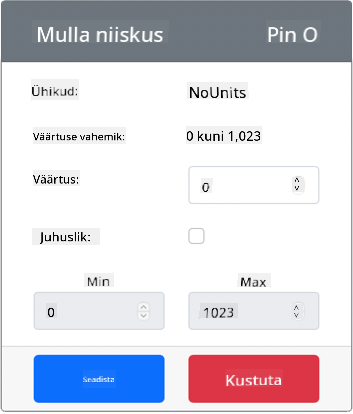 Mulla niiskus Pin O
Ühikud: NoUnits
Väärtuse vahemik: 0 kuni 1,023
Väärtus: 0
Juhuslik:
Min Max
0 1023
Seadista Kustuta